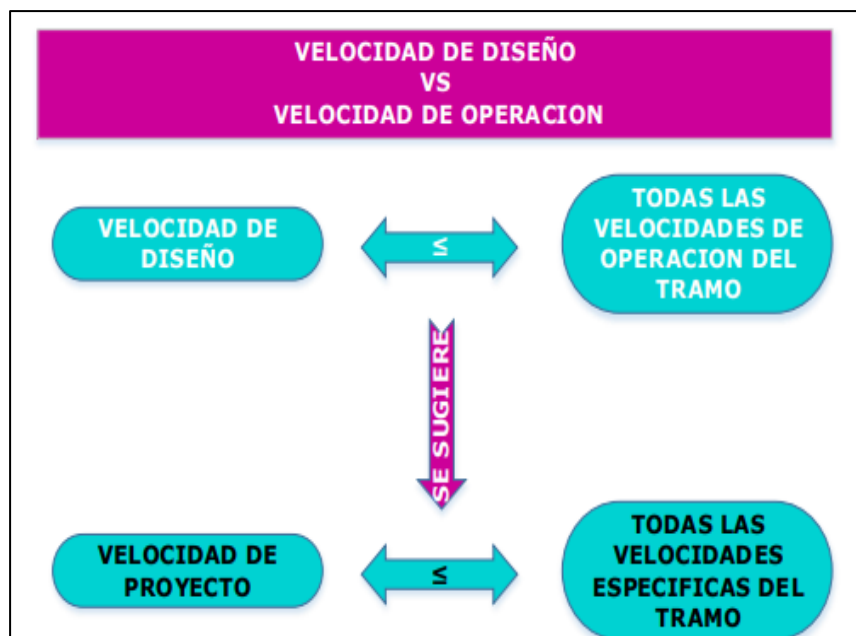 VELOCIDAD DE DISEÑO
VS
VELOCIDAD DE OPERACION
VELOCIDAD DE
DISEÑO
≤
TODAS LAS
VELOCIDADES DE
OPERACION DEL
TRAMO
SE SUGIERE
VELOCIDAD DE
PROYECTO
≤
TODAS LAS
VELOCIDADES
ESPECIFICAS DEL
TRAMO